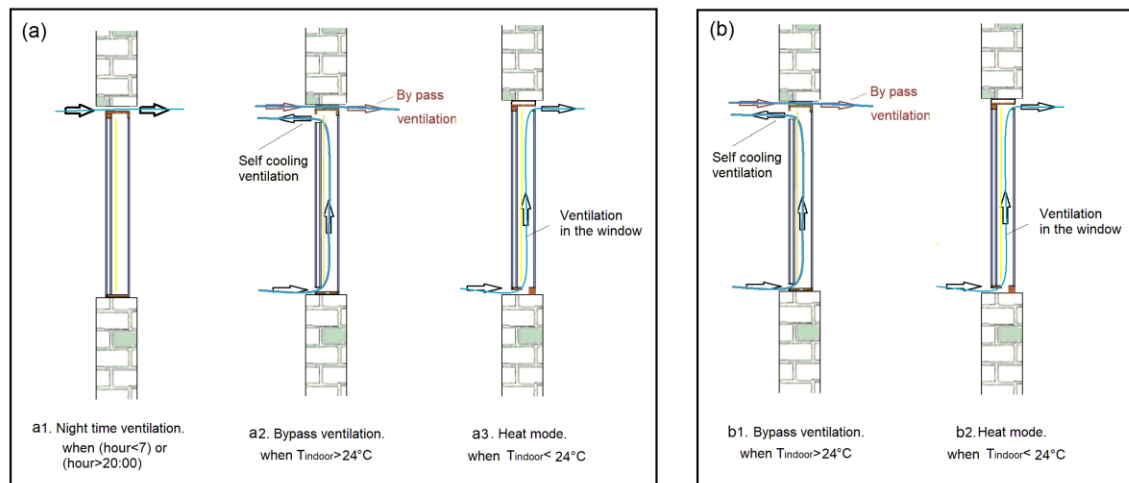 (a)
By pass
ventilation
Self cooling
ventilation
Ventilation
in the window
a1. Night time ventilation.
when (hour<7) or
(hour>20:00)
a2. Bypass ventilation.
when Tindoor>24°C
a3. Heat mode.
when Tindoor< 24°C
(b)
By pass
ventilation
Self cooling
ventilation
Ventilation
in the window
b1. Bypass ventilation.
when Tindoor>24°C
b2. Heat mode.
when Tindoor< 24°C